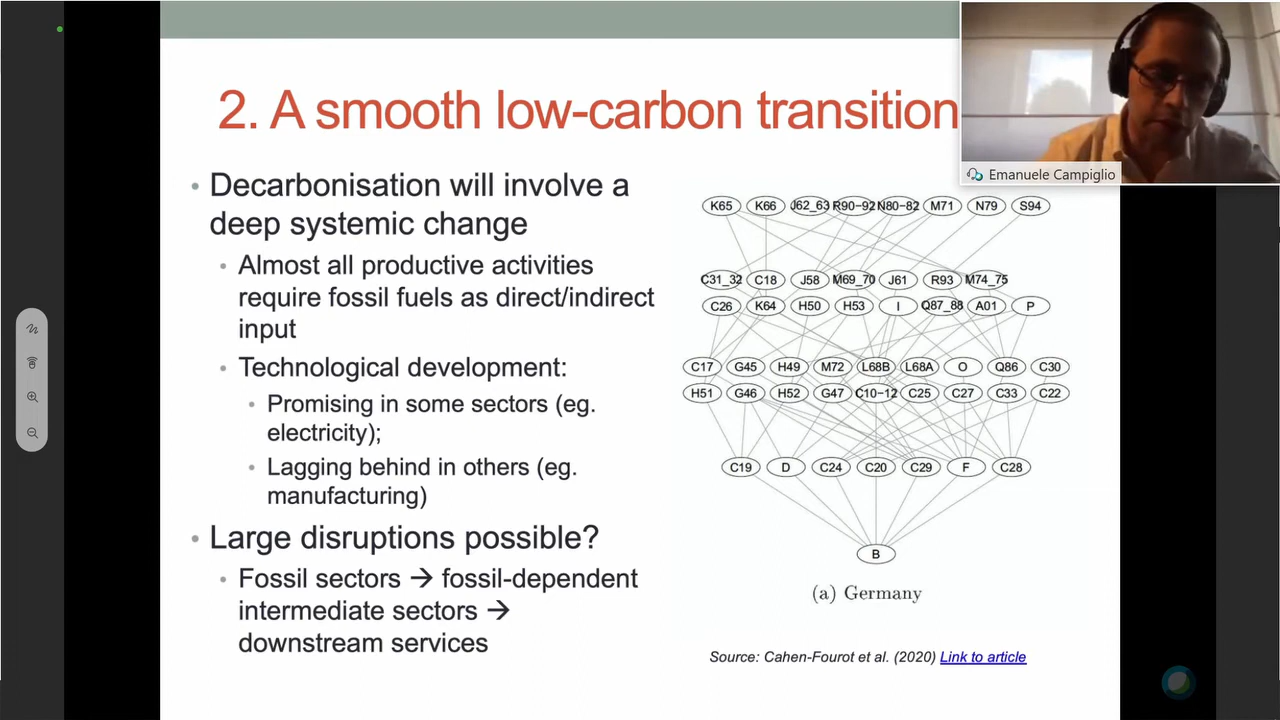 2. A smooth low-carbon transition
Emanuele Campiglio
• Decarbonisation will involve a
deep systemic change
• Almost all productive activities
require fossil fuels as direct/indirect
input
• Technological development:
• Promising in some sectors (eg.
electricity);
• Lagging behind in others (eg.
manufacturing)
• Large disruptions possible?
• Fossil sectors → fossil-dependent
intermediate sectors →
downstream services
K65 K66 J62_63 R90−92 N80−82 M71 N79 S94
C31_32 C18 J58 M69_70 J61 R93 M74_75
C26 K64 H50 H53 I Q87_88 A01 P
C17 G45 H49 M72 L68B L68A O Q86 C30
H51 G46 H52 G47 C10−12 C25 C27 C33 C22
C19 D C24 C20 C29 F C28
B
(a) Germany
Source: Cahen-Fourot et al. (2020) Link to article